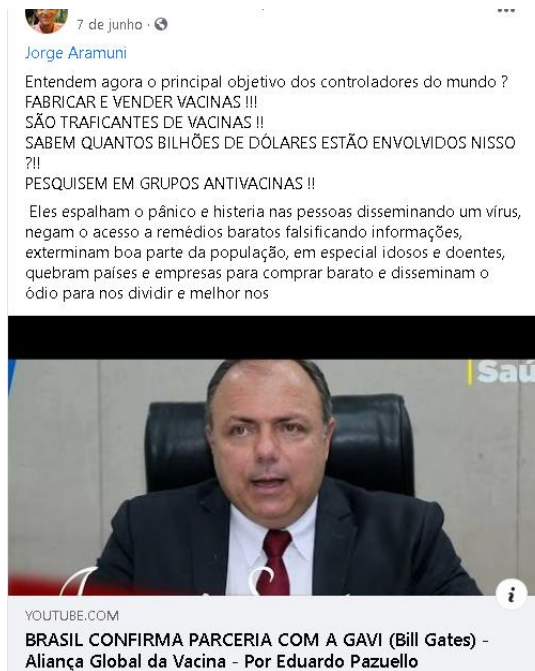 7 de junho ·
Jorge Aramuni
Entendem agora o principal objetivo dos controladores do mundo ?
FABRICAR E VENDER VACINAS !!!
SÃO TRAFICANTES DE VACINAS !!
SABEM QUANTOS BILHÕES DE DÓLARES ESTÃO ENVOLVIDOS NISSO
?!!
PESQUISEM EM GRUPOS ANTIVACINAS !!
Eles espalham o pânico e histeria nas pessoas disseminando um vírus,
negam o acesso a remédios baratos falsificando informações,
exterminam boa parte da população, em especial idosos e doentes,
quebram países e empresas para comprar barato e disseminam o
ódio para nos dividir e melhor nos
Saú
i
YOUTUBE.COM
BRASIL CONFIRMA PARCERIA COM A GAVI (Bill Gates) -
Aliança Global da Vacina - Por Eduardo Pazuello